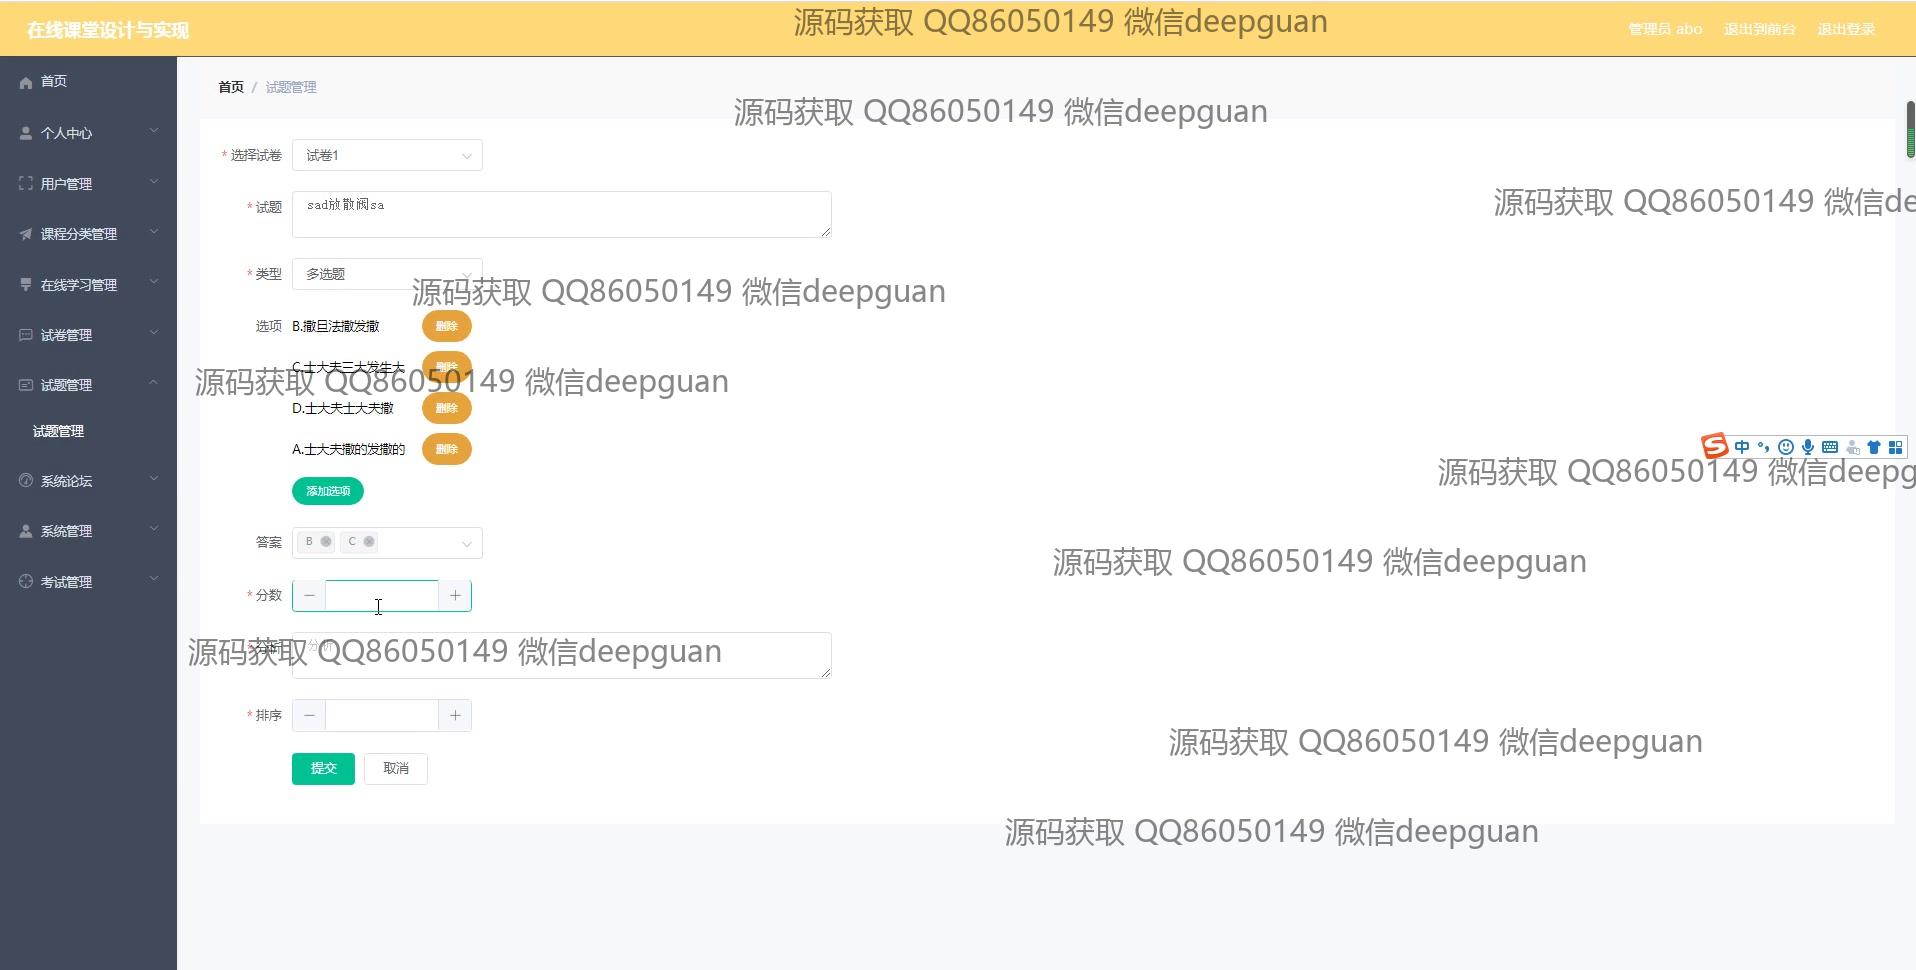 在线课堂设计与实现
源码获取 QQ86050149 微信deepguan
管理员 abo 退出到前台 退出登录
首页
首页 / 试题管理
源码获取 QQ86050149 微信deepguan
个人中心
* 选择试卷 试卷1
用户管理
* 试题 sad放散阀sa
源码获取 QQ86050149 微信de
课程分类管理
* 类型 多选题
在线学习管理
源码获取 QQ86050149 微信deepguan
选项 B.撒旦法撒发撒 删除
试卷管理
C.士大夫三大发生大 删除
源码获取 QQ86050149 微信deepguan
试题管理
D.士大夫士大夫撒 删除
试题管理
A.士大夫撒的发撒的 删除
中
源码获取 QQ86050149 微信deepg
系统论坛
添加选项
系统管理
答案 B C
源码获取 QQ86050149 微信deepguan
考试管理
* 分数
* 分析 分析
源码获取 QQ86050149 微信deepguan
* 排序
源码获取 QQ86050149 微信deepguan
提交 取消
源码获取 QQ86050149 微信deepguan